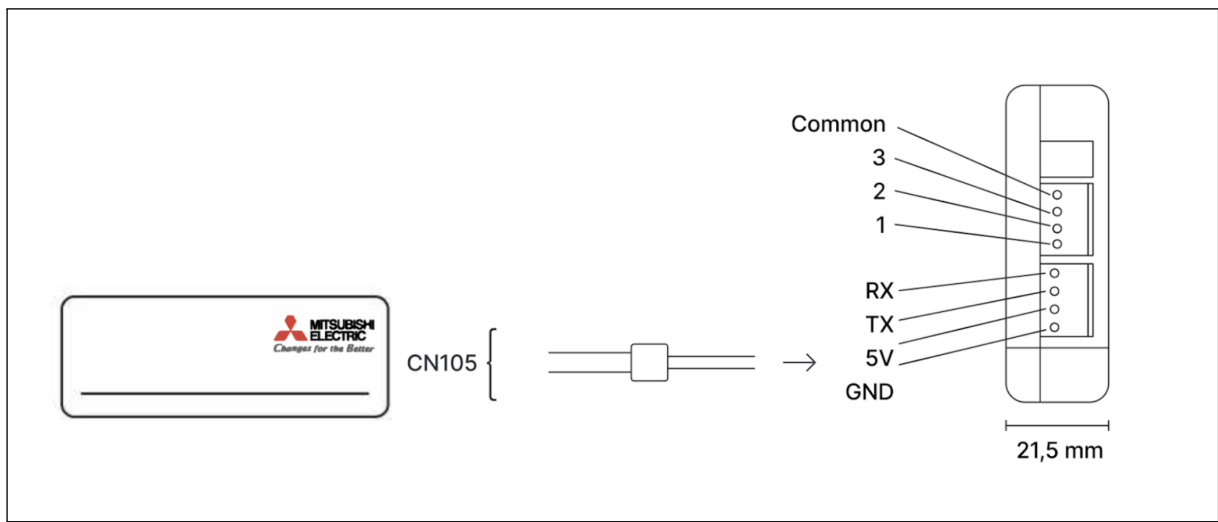 Common
3
2
1
RX
TX
5V
GND
MITSUBISHI
ELECTRIC
Changes for the Better
CN105
21,5 mm